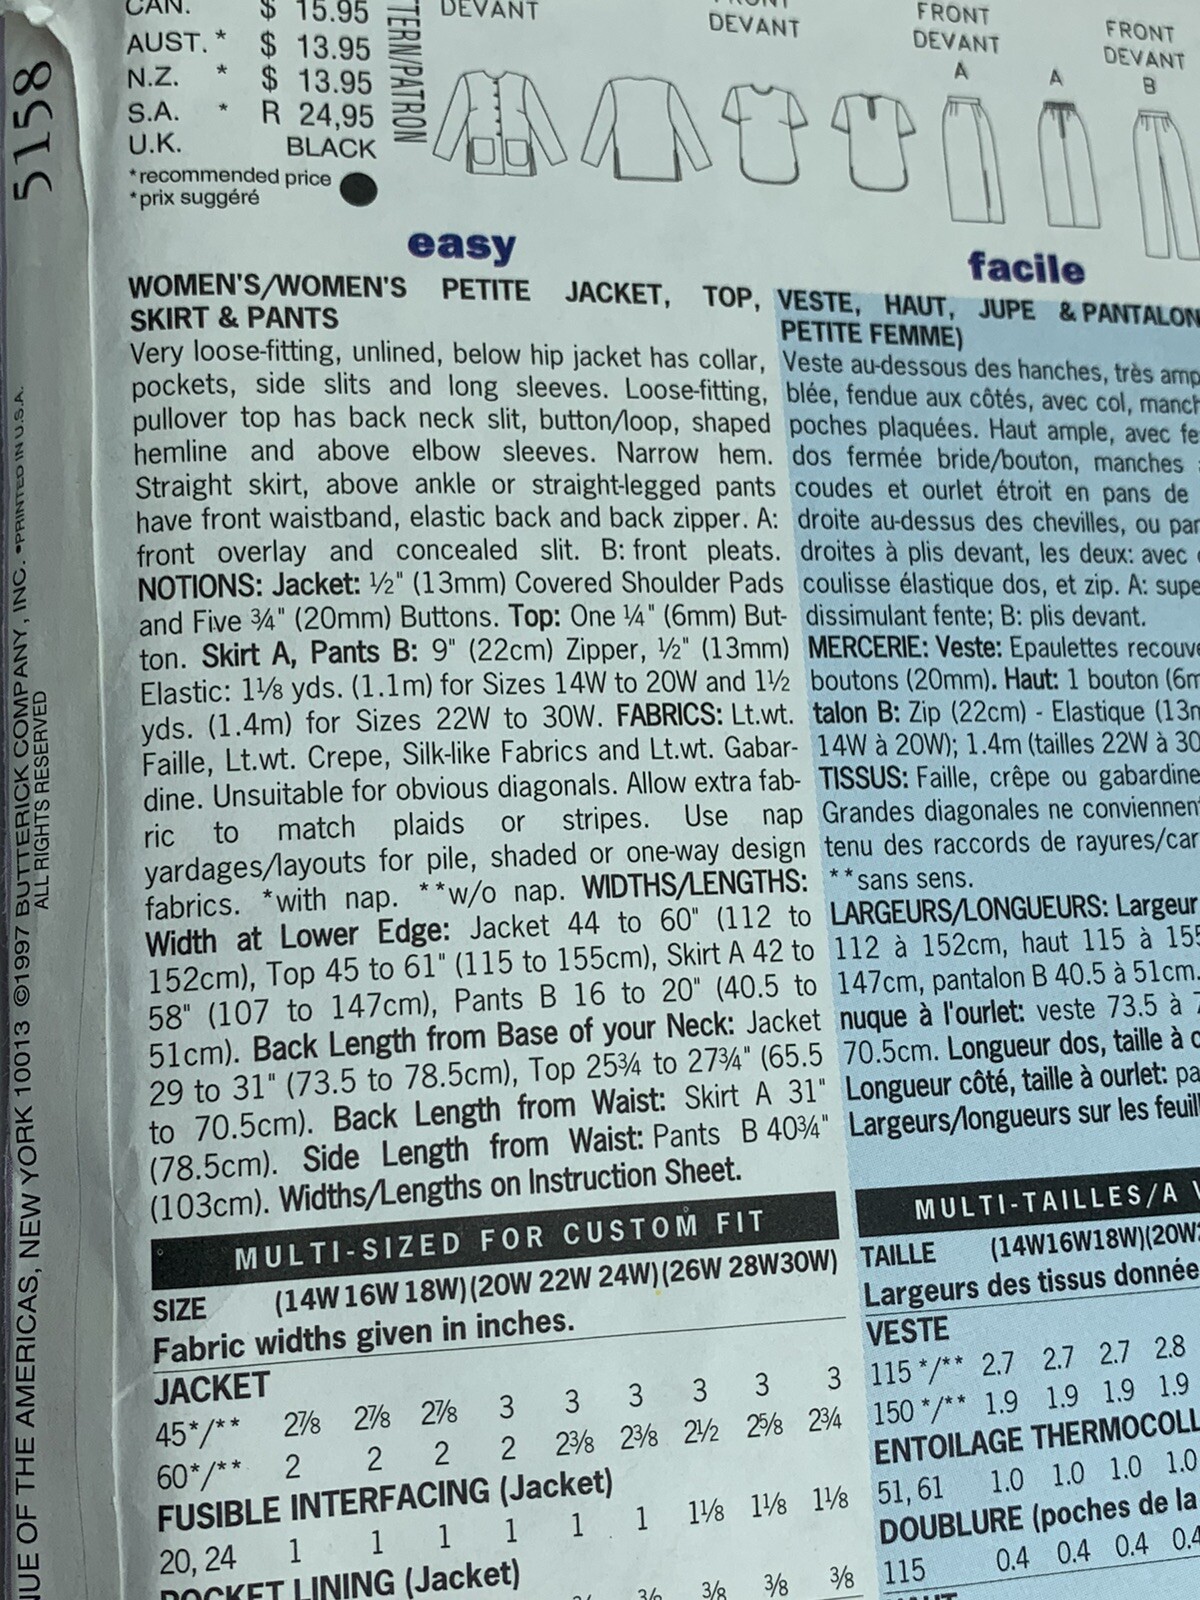 5158
UE OF THE AMERICAS, NEW YORK 10013 ©1997 BUTTERICK COMPANY, INC. •PRINTED IN U.S.A.
ALL RIGHTS RESERVED
CAN. $ 15.95
AUST. * $ 13.95
N.Z. * $ 13.95
S.A. * R 24,95
U.K. BLACK
*recommended price
*prix suggéré
TERN/PATRON
DEVANT
DEVANT
FRONT
DEVANT
A
A
FRONT
DEVANT
B
easy
WOMEN'S/WOMEN'S PETITE JACKET, TOP,
SKIRT & PANTS
Very loose-fitting, unlined, below hip jacket has collar,
pockets, side slits and long sleeves. Loose-fitting,
pullover top has back neck slit, button/loop, shaped
hemline and above elbow sleeves. Narrow hem.
Straight skirt, above ankle or straight-legged pants
have front waistband, elastic back and back zipper. A:
front overlay and concealed slit. B: front pleats.
NOTIONS: Jacket: ½" (13mm) Covered Shoulder Pads
and Five ¾" (20mm) Buttons. Top: One ¼" (6mm) But-
ton. Skirt A, Pants B: 9" (22cm) Zipper, ½" (13mm)
Elastic: 1⅛ yds. (1.1m) for Sizes 14W to 20W and 1½
yds. (1.4m) for Sizes 22W to 30W. FABRICS: Lt.wt.
Faille, Lt.wt. Crepe, Silk-like Fabrics and Lt.wt. Gabar-
dine. Unsuitable for obvious diagonals. Allow extra fab-
ric to match plaids or stripes. Use nap
yardages/layouts for pile, shaded or one-way design
fabrics. *with nap. **w/o nap. WIDTHS/LENGTHS:
Width at Lower Edge: Jacket 44 to 60" (112 to
152cm), Top 45 to 61" (115 to 155cm), Skirt A 42 to
58" (107 to 147cm), Pants B 16 to 20" (40.5 to
51cm). Back Length from Base of your Neck: Jacket
29 to 31" (73.5 to 78.5cm), Top 25¾ to 27¾" (65.5
to 70.5cm). Back Length from Waist: Skirt A 31"
(78.5cm). Side Length from Waist: Pants B 40¾"
(103cm). Widths/Lengths on Instruction Sheet.
MULTI-SIZED FOR CUSTOM FIT
SIZE (14W 16W 18W)(20W 22W 24W)(26W 28W30W)
Fabric widths given in inches.
JACKET
45*/** 2⅞ 2⅞ 2⅞ 3 3 3 3 3 3
60*/** 2 2 2 2 2⅜ 2⅜ 2½ 2⅝ 2¾
FUSIBLE INTERFACING (Jacket)
20, 24 1 1 1 1 1 1 1⅛ 1⅛ 1⅛
POCKET LINING (Jacket)
⅜ ⅜ ⅜
facile
VESTE, HAUT, JUPE & PANTALON
PETITE FEMME)
Veste au-dessous des hanches, très amp
blée, fendue aux côtés, avec col, manch
poches plaquées. Haut ample, avec fe
dos fermée bride/bouton, manches
coudes et ourlet étroit en pans de
droite au-dessus des chevilles, ou par
droites à plis devant, les deux: avec
coulisse élastique dos, et zip. A: supe
dissimulant fente; B: plis devant.
MERCERIE: Veste: Epaulettes recouve
boutons (20mm). Haut: 1 bouton (6m
talon B: Zip (22cm) - Elastique (13m
14W à 20W); 1.4m (tailles 22W à 30
TISSUS: Faille, crêpe ou gabardine
Grandes diagonales ne conviennen
tenu des raccords de rayures/car
**sans sens.
LARGEURS/LONGUEURS: Largeur
112 à 152cm, haut 115 à 155
147cm, pantalon B 40.5 à 51cm.
nuque à l'ourlet: veste 73.5 à 7
70.5cm. Longueur dos, taille à o
Longueur côté, taille à ourlet: pa
Largeurs/longueurs sur les feuil
MULTI-TAILLES/A
TAILLE (14W16W18W)(20W
Largeurs des tissus donnée
VESTE
115 */** 2.7 2.7 2.7 2.8
150 */** 1.9 1.9 1.9 1.9
ENTOILAGE THERMOCOLL
51, 61 1.0 1.0 1.0 1.0
DOUBLURE (poches de la
115 0.4 0.4 0.4 0.4